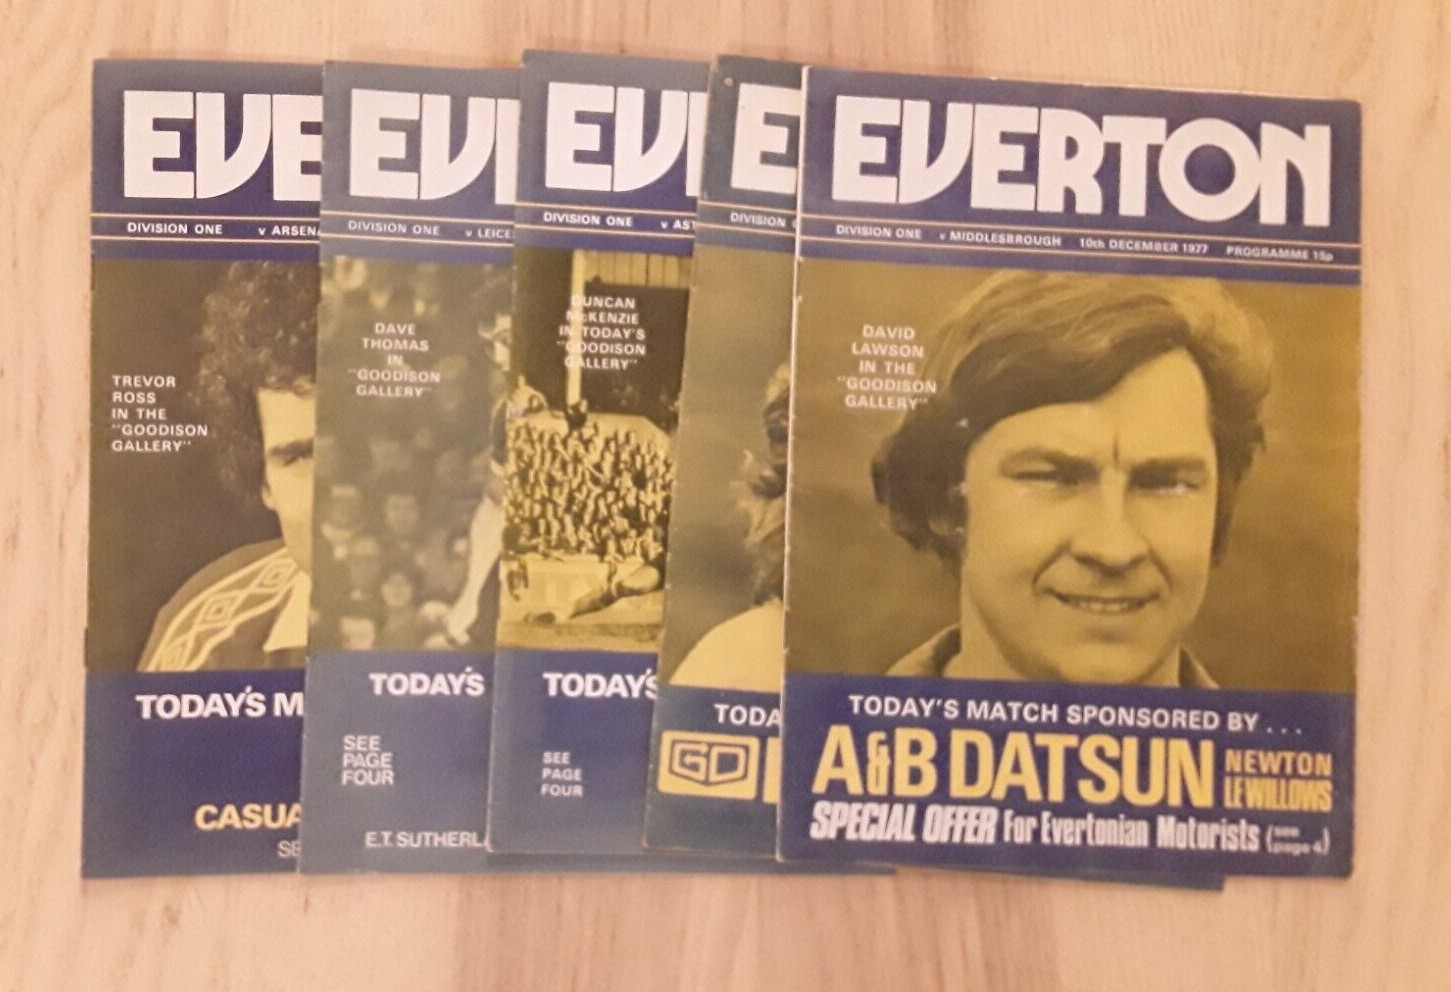 EVE
DIVISION ONE v ARSENA
TREVOR
ROSS
IN THE
"GOODISON
GALLERY"
TODAY'S M
CASUA
SE
EV
DIVISION ONE v LEICE
DAVE
THOMAS
IN
"GOODISON
GALLERY"
TODAY'S
SEE
PAGE
FOUR
E.T. SUTHERLA
EV
DIVISION ONE v AST
DUNCAN
McKENZIE
IN TODAY'S
"GOODISON
GALLERY"
TODAY'S
SEE
PAGE
FOUR
E
DIVISION
TODA
GD
EVERTON
DIVISION ONE v MIDDLESBROUGH 10th DECEMBER 1977 PROGRAMME 15p
DAVID
LAWSON
IN THE
"GOODISON
GALLERY"
TODAY'S MATCH SPONSORED BY . . .
A&B DATSUN NEWTON
LE WILLOWS
SPECIAL OFFER For Evertonian Motorists (see
page 4)